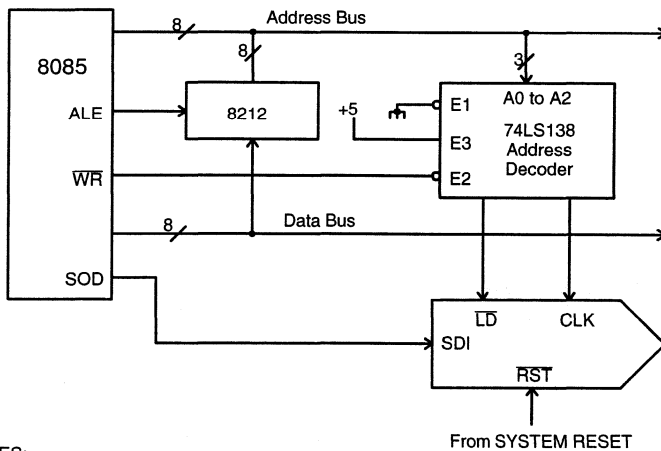 8
Address Bus
8085
8
3
ALE
8212
+5
E1
A0 to A2
E3
74LS138
Address
Decoder
WR
E2
8
Data Bus
SOD
LD
CLK
SDI
RST
From SYSTEM RESET